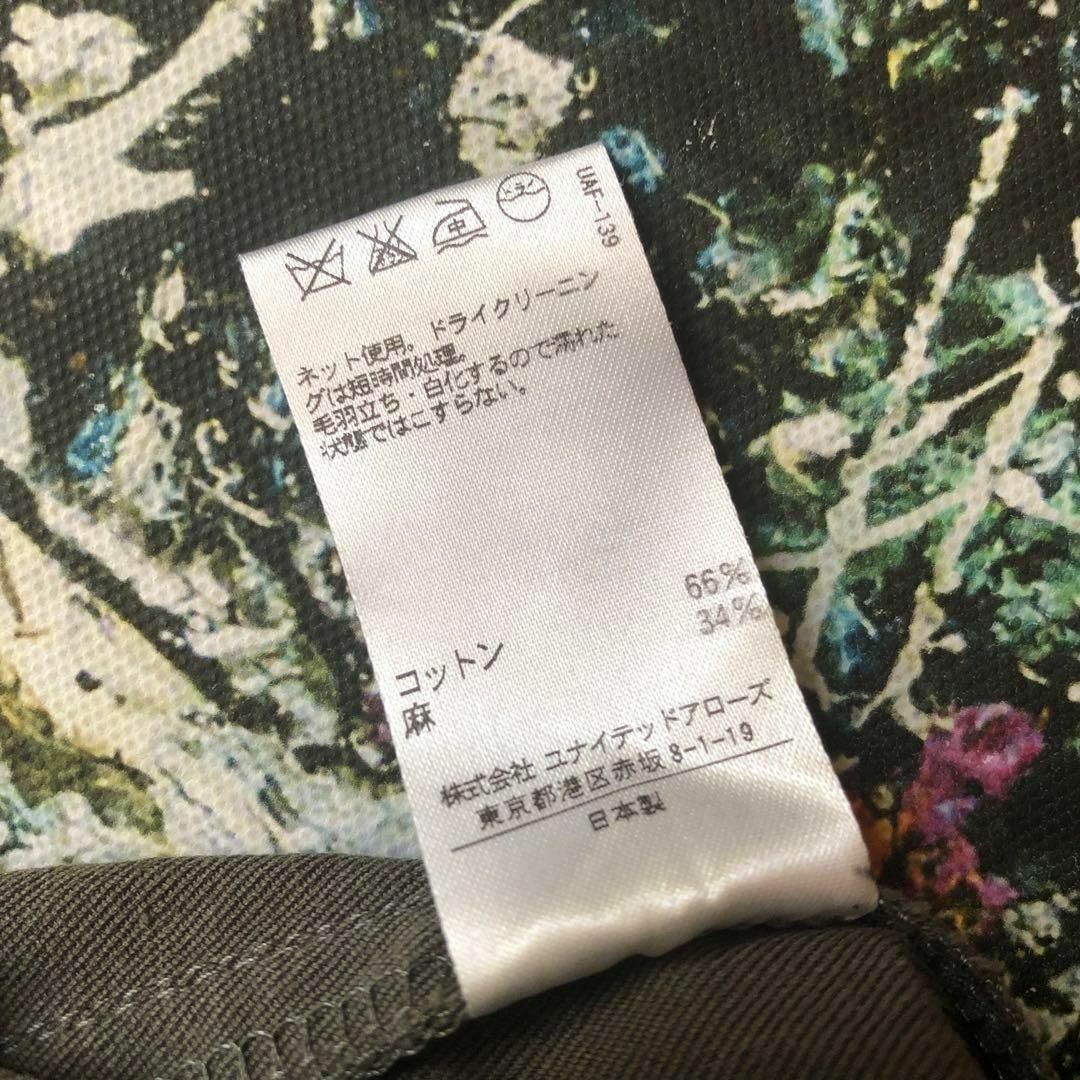 UAF-139
中
ドライ
ネット使用。ドライクリーニン
グは短時間処理。
毛羽立ち・白化するので濡れた
状態ではこすらない。
コットン 66%
麻 34%
株式会社 ユナイテッドアローズ
東京都港区赤坂 8-1-19
日本製